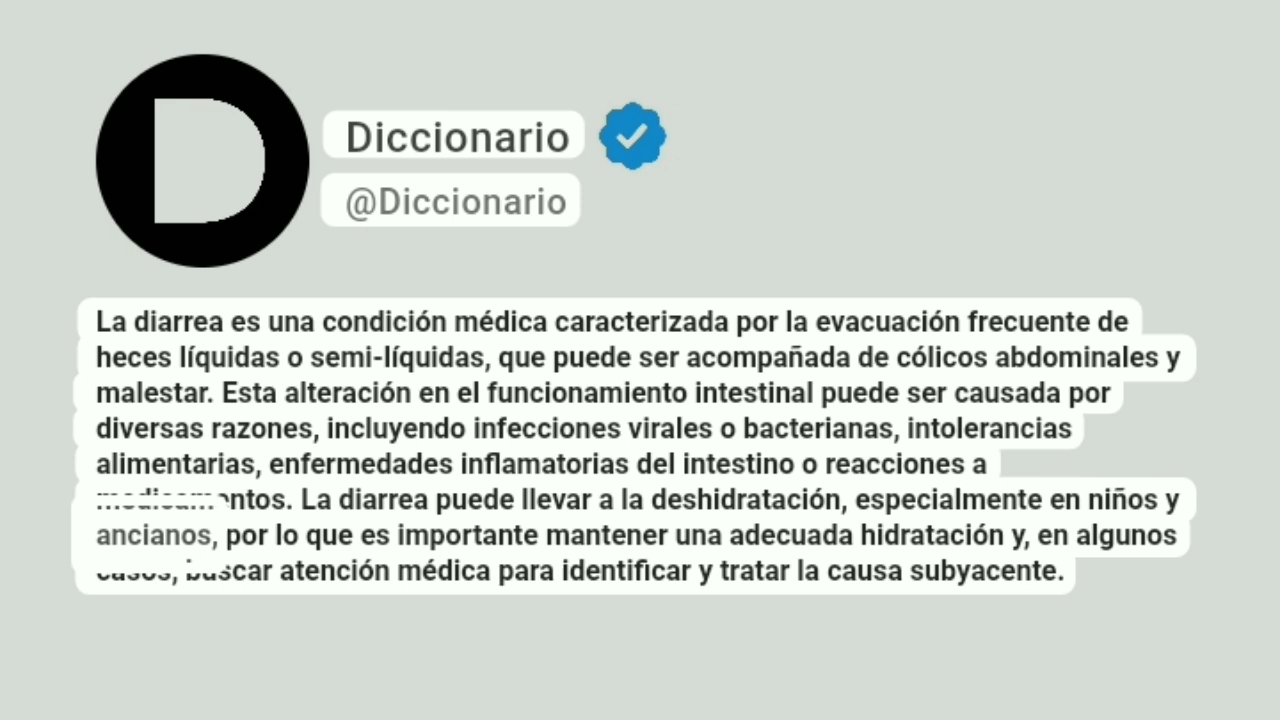 D
Diccionario
@Diccionario
La diarrea es una condición médica caracterizada por la evacuación frecuente de
heces líquidas o semi-líquidas, que puede ser acompañada de cólicos abdominales y
malestar. Esta alteración en el funcionamiento intestinal puede ser causada por
diversas razones, incluyendo infecciones virales o bacterianas, intolerancias
alimentarias, enfermedades inflamatorias del intestino o reacciones a
medicamentos. La diarrea puede llevar a la deshidratación, especialmente en niños y
ancianos, por lo que es importante mantener una adecuada hidratación y, en algunos
casos, buscar atención médica para identificar y tratar la causa subyacente.